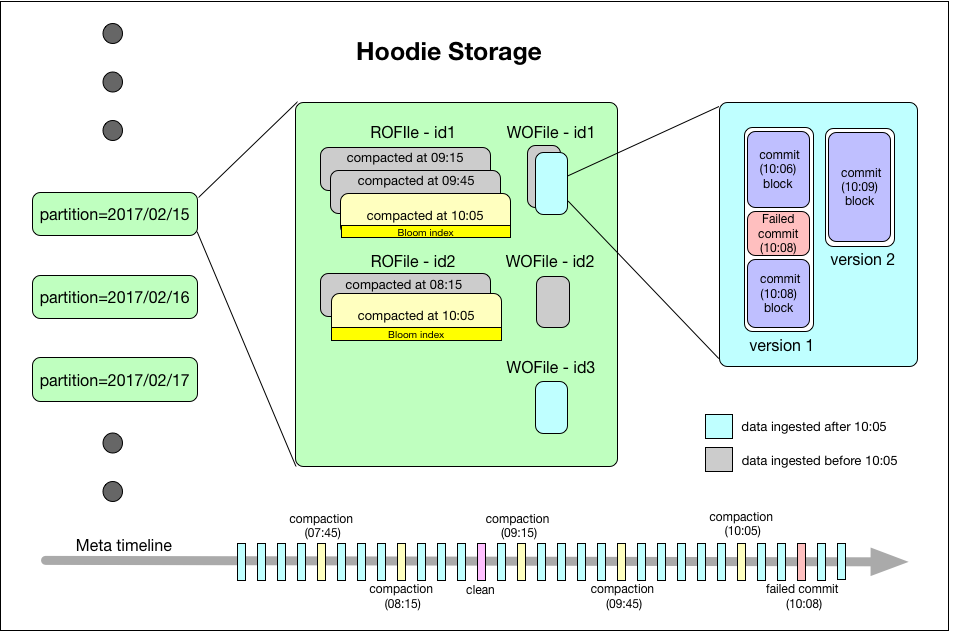 Hoodie Storage
partition=2017/02/15
partition=2017/02/16
partition=2017/02/17
ROFIle - id1
compacted at 09:15
compacted at 09:45
compacted at 10:05
Bloom index
WOFile - id1
ROFile - id2
compacted at 08:15
compacted at 10:05
Bloom index
WOFile - id2
WOFile - id3
commit
(10:06)
block
Failed
commit
(10:08)
commit
(10:08)
block
version 1
commit
(10:09)
block
version 2
data ingested after 10:05
data ingested before 10:05
Meta timeline
compaction
(07:45)
compaction
(08:15)
clean
compaction
(09:15)
compaction
(09:45)
compaction
(10:05)
failed commit
(10:08)